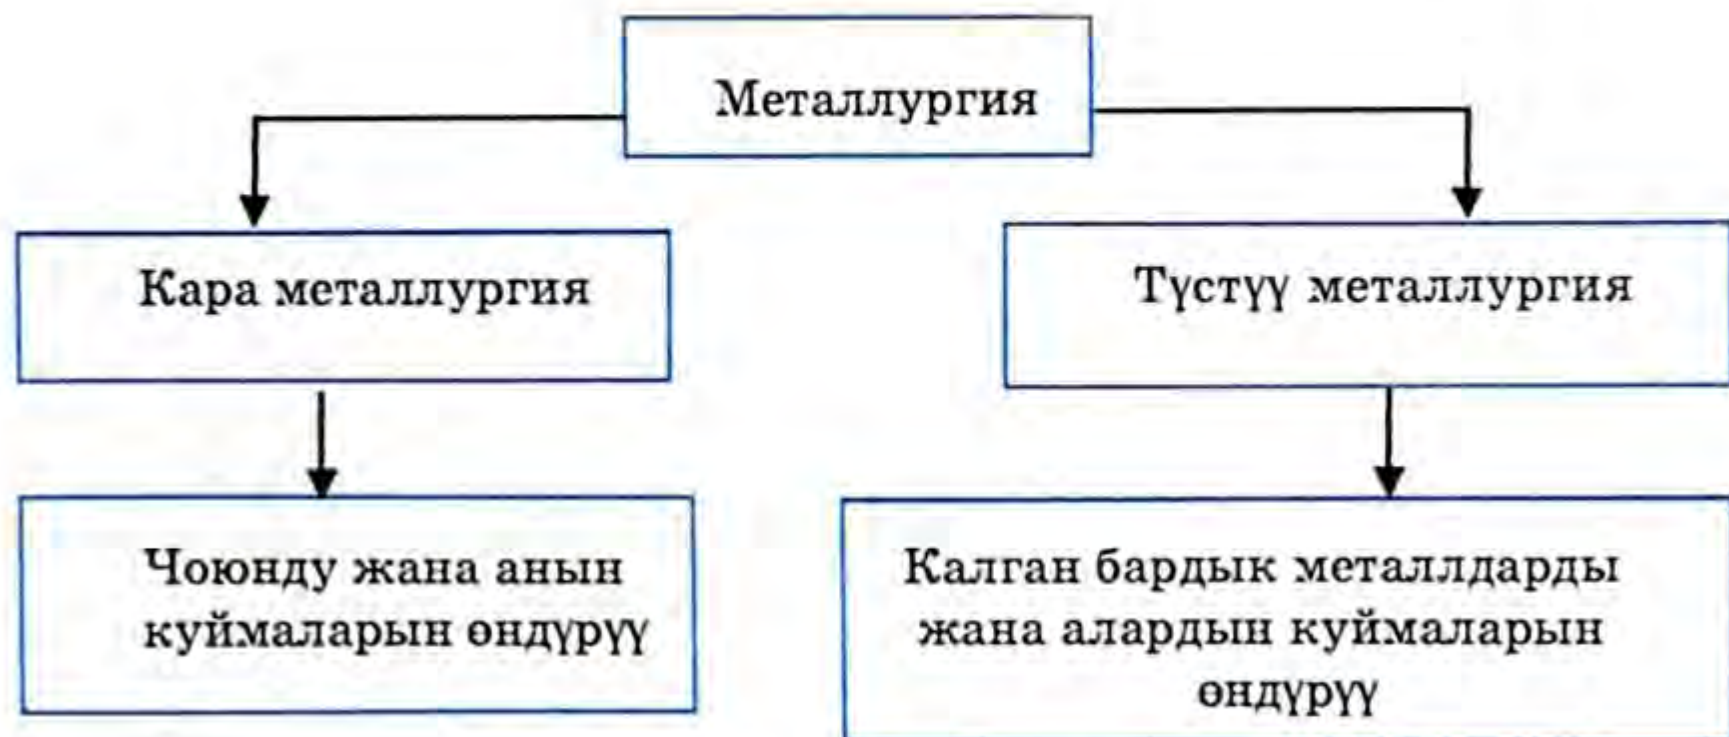 Металлургия
Кара металлургия
Түстүү металлургия
Чоюнду жана анын
куймаларын өндүрүү
Калган бардык металлдарды
жана алардын куймаларын
өндүрүү